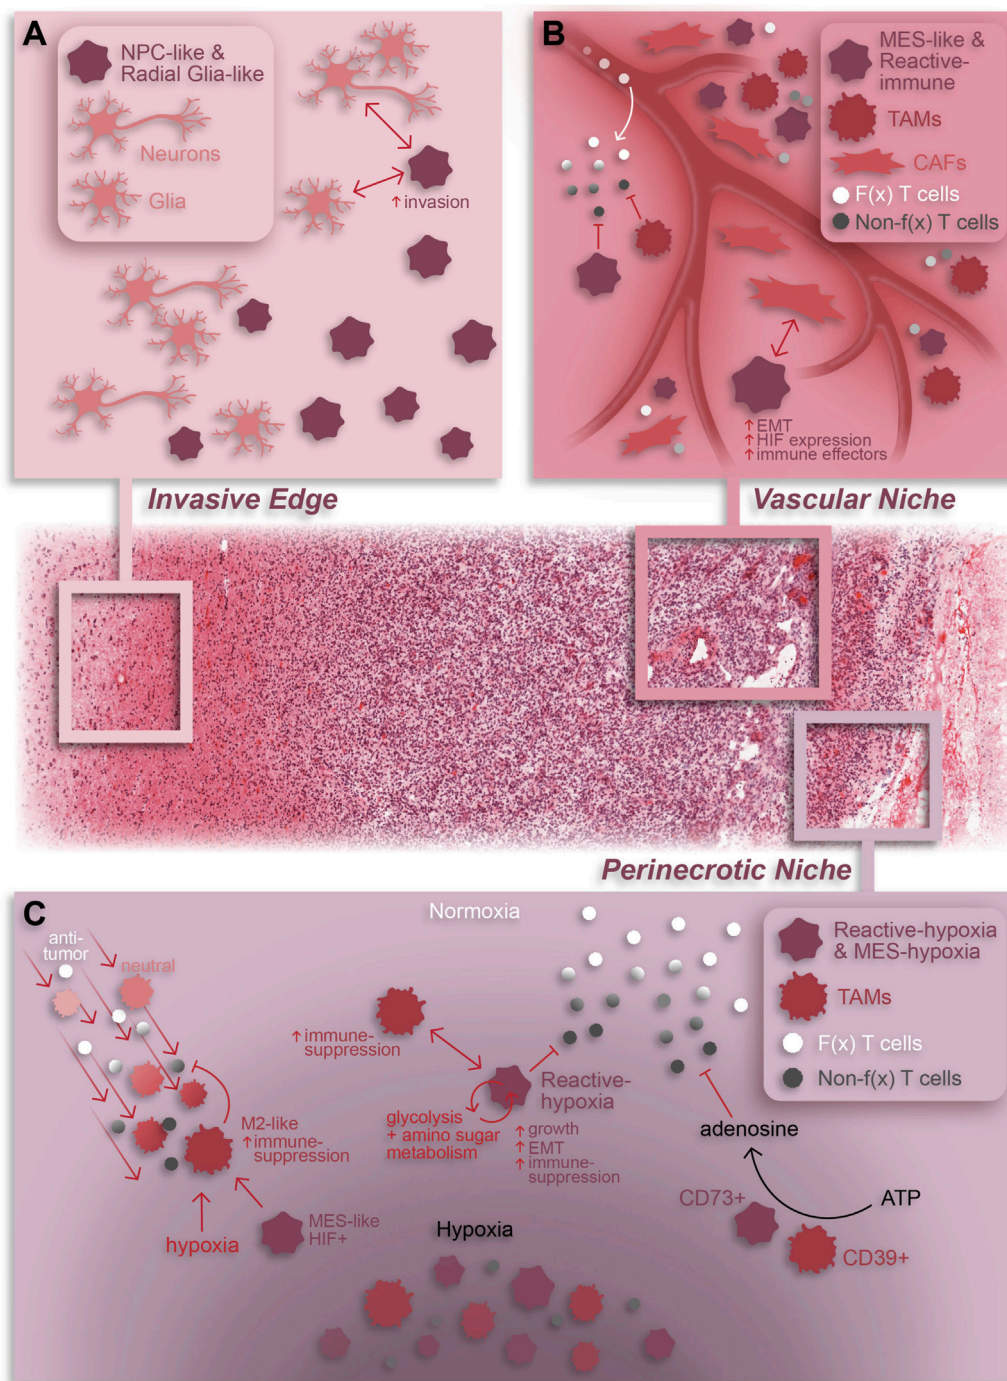 A
NPC-like &
Radial Glia-like
Neurons
Glia
↑ invasion
B
MES-like &
Reactive-
immune
TAMs
CAFs
F(x) T cells
Non-f(x) T cells
↑ EMT
↑ HIF expression
↑ immune effectors
Invasive Edge
Vascular Niche
Perinecrotic Niche
C
anti-
tumor
neutral
Normoxia
Reactive-hypoxia
& MES-hypoxia
TAMs
F(x) T cells
Non-f(x) T cells
↑ immune-
suppression
Reactive-
hypoxia
glycolysis
+ amino sugar
metabolism
↑ growth
↑ EMT
↑ immune-
suppression
M2-like
↑ immune-
suppression
hypoxia
MES-like
HIF+
Hypoxia
adenosine
ATP
CD73+
CD39+